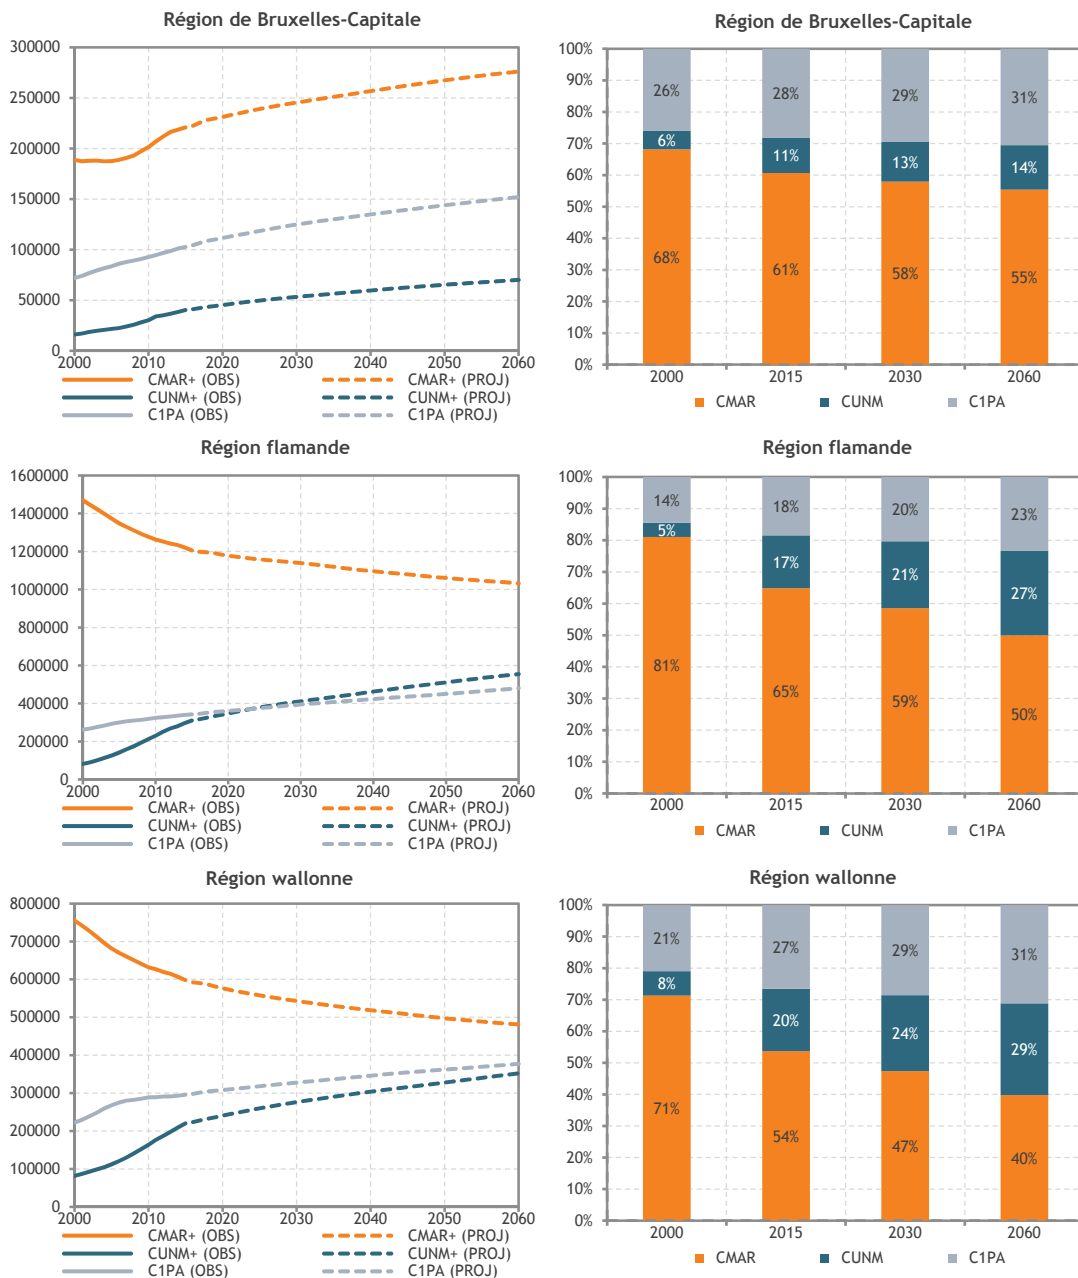 Région de Bruxelles-Capitale
300000
250000
200000
150000
100000
50000
0
2000 2010 2020 2030 2040 2050 2060
CMAR+ (OBS) CMAR+ (PROJ)
CUNM+ (OBS) CUNM+ (PROJ)
C1PA (OBS) C1PA (PROJ)
Région de Bruxelles-Capitale
100%
90%
80%
70%
60%
50%
40%
30%
20%
10%
0%
26% 28% 29% 31%
6% 11% 13% 14%
68% 61% 58% 55%
2000 2015 2030 2060
CMAR CUNM C1PA
Région flamande
1600000
1400000
1200000
1000000
800000
600000
400000
200000
0
2000 2010 2020 2030 2040 2050 2060
CMAR+ (OBS) CMAR+ (PROJ)
CUNM+ (OBS) CUNM+ (PROJ)
C1PA (OBS) C1PA (PROJ)
Région flamande
100%
90%
80%
70%
60%
50%
40%
30%
20%
10%
0%
14% 18% 20% 23%
5% 17% 21% 27%
81% 65% 59% 50%
2000 2015 2030 2060
CMAR CUNM C1PA
Région wallonne
800000
700000
600000
500000
400000
300000
200000
100000
0
2000 2010 2020 2030 2040 2050 2060
CMAR+ (OBS) CMAR+ (PROJ)
CUNM+ (OBS) CUNM+ (PROJ)
C1PA (OBS) C1PA (PROJ)
Région wallonne
100%
90%
80%
70%
60%
50%
40%
30%
20%
10%
0%
21% 27% 29% 31%
8% 20% 24% 29%
71% 54% 47% 40%
2000 2015 2030 2060
CMAR CUNM C1PA